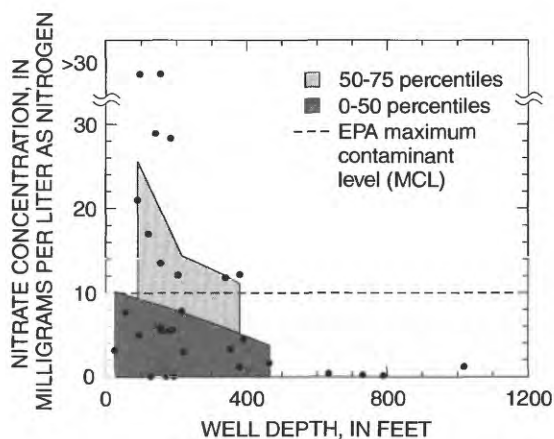 NITRATE CONCENTRATION, IN
MILLIGRAMS PER LITER AS NITROGEN
>30
30
20
10
0
50-75 percentiles
0-50 percentiles
EPA maximum
contaminant
level (MCL)
0
400
800
1200
WELL DEPTH, IN FEET